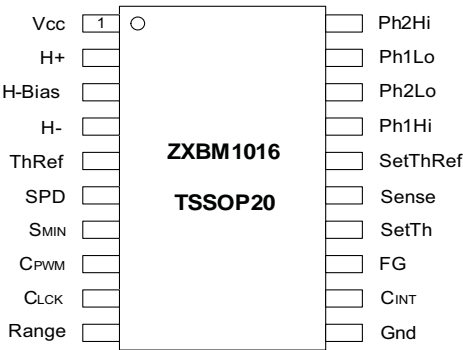 Vcc 1 Ph2Hi
H+ Ph1Lo
H-Bias Ph2Lo
H- Ph1Hi
ZXBM1016
ThRef SetThRef
SPD Sense
TSSOP20
SMIN SetTh
CPWM FG
CLCK CINT
Range Gnd